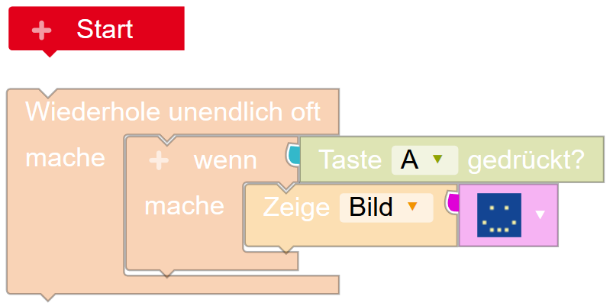 + Start
Wiederhole unendlich oft
mache + wenn Taste A gedrückt?
mache Zeige Bild